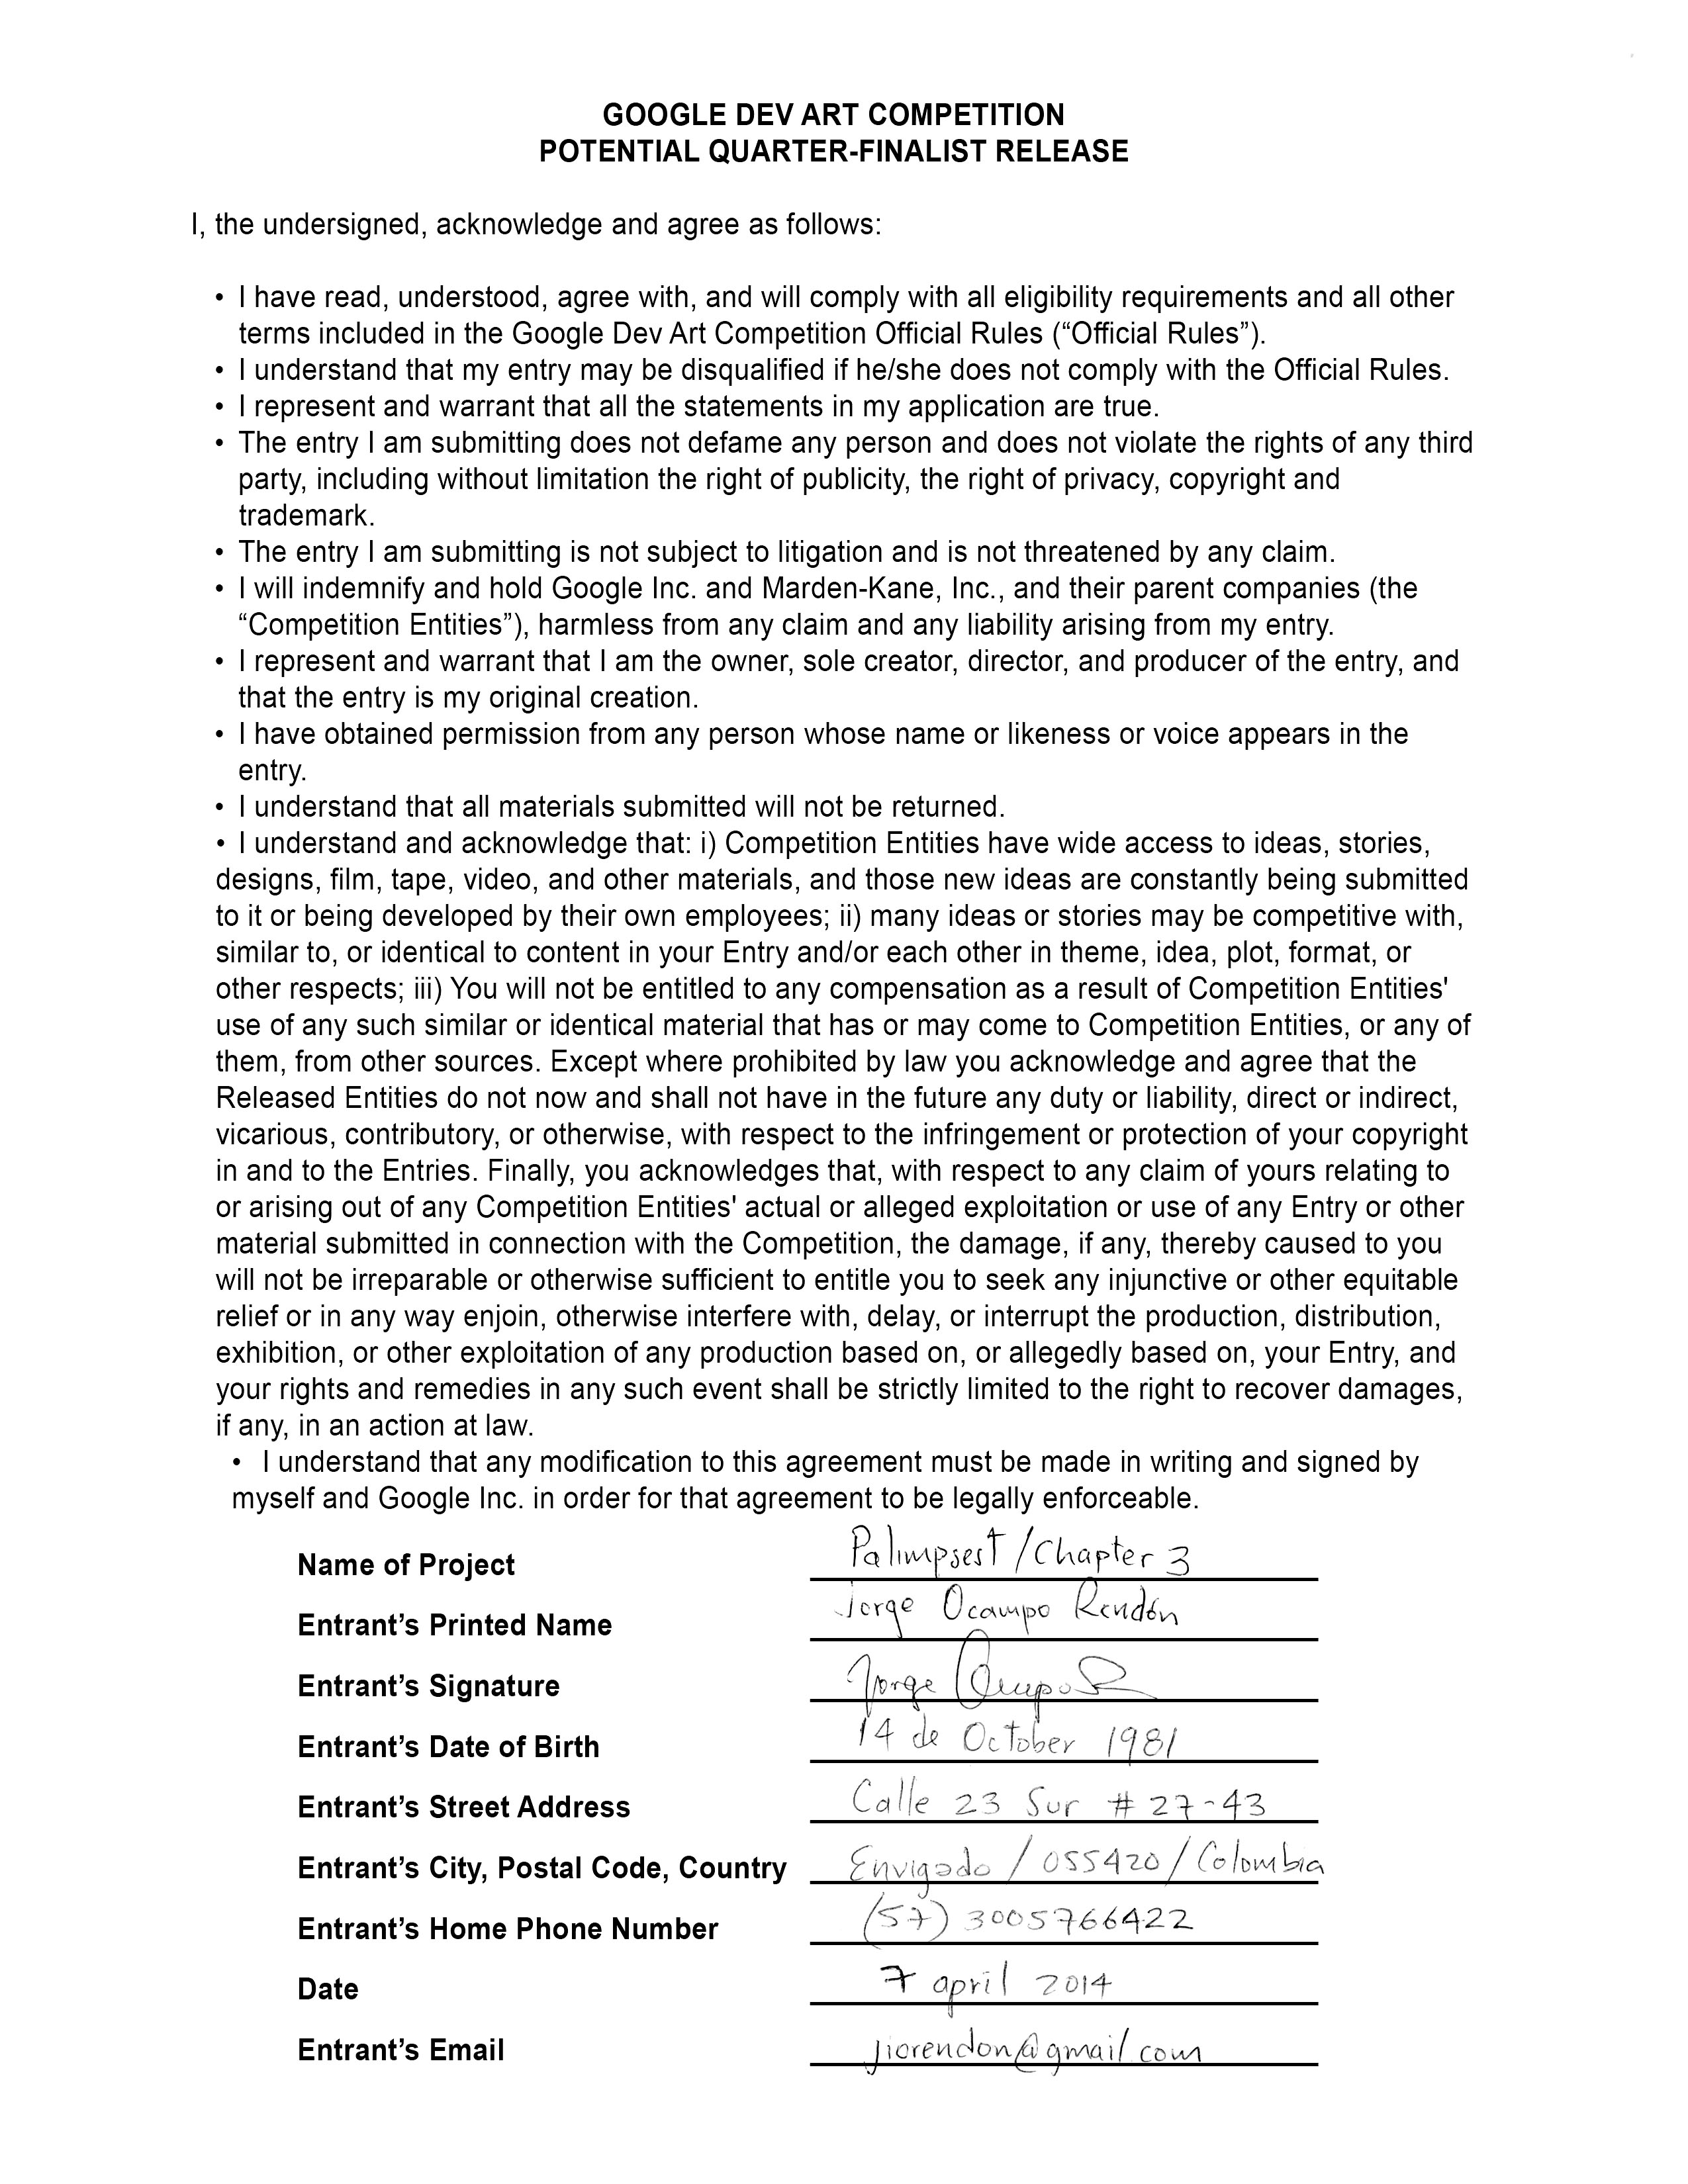 GOOGLE DEV ART COMPETITION
POTENTIAL QUARTER-FINALIST RELEASE
I, the undersigned, acknowledge and agree as follows:
• I have read, understood, agree with, and will comply with all eligibility requirements and all other
terms included in the Google Dev Art Competition Official Rules (“Official Rules”).
• I understand that my entry may be disqualified if he/she does not comply with the Official Rules.
• I represent and warrant that all the statements in my application are true.
• The entry I am submitting does not defame any person and does not violate the rights of any third
party, including without limitation the right of publicity, the right of privacy, copyright and
trademark.
• The entry I am submitting is not subject to litigation and is not threatened by any claim.
• I will indemnify and hold Google Inc. and Marden-Kane, Inc., and their parent companies (the
“Competition Entities”), harmless from any claim and any liability arising from my entry.
• I represent and warrant that I am the owner, sole creator, director, and producer of the entry, and
that the entry is my original creation.
• I have obtained permission from any person whose name or likeness or voice appears in the
entry.
• I understand that all materials submitted will not be returned.
• I understand and acknowledge that: i) Competition Entities have wide access to ideas, stories,
designs, film, tape, video, and other materials, and those new ideas are constantly being submitted
to it or being developed by their own employees; ii) many ideas or stories may be competitive with,
similar to, or identical to content in your Entry and/or each other in theme, idea, plot, format, or
other respects; iii) You will not be entitled to any compensation as a result of Competition Entities'
use of any such similar or identical material that has or may come to Competition Entities, or any of
them, from other sources. Except where prohibited by law you acknowledge and agree that the
Released Entities do not now and shall not have in the future any duty or liability, direct or indirect,
vicarious, contributory, or otherwise, with respect to the infringement or protection of your copyright
in and to the Entries. Finally, you acknowledges that, with respect to any claim of yours relating to
or arising out of any Competition Entities' actual or alleged exploitation or use of any Entry or other
material submitted in connection with the Competition, the damage, if any, thereby caused to you
will not be irreparable or otherwise sufficient to entitle you to seek any injunctive or other equitable
relief or in any way enjoin, otherwise interfere with, delay, or interrupt the production, distribution,
exhibition, or other exploitation of any production based on, or allegedly based on, your Entry, and
your rights and remedies in any such event shall be strictly limited to the right to recover damages,
if any, in an action at law.
• I understand that any modification to this agreement must be made in writing and signed by
myself and Google Inc. in order for that agreement to be legally enforceable.
Name of Project Palimpsest / Chapter 3
Entrant’s Printed Name Jorge Ocampo Rendón
Entrant’s Signature Jorge Ocampo R
Entrant’s Date of Birth 14 de October 1981
Entrant’s Street Address Calle 23 Sur # 27-43
Entrant’s City, Postal Code, Country Envigado / 055420 / Colombia
Entrant’s Home Phone Number (57) 3005766422
Date 7 april 2014
Entrant’s Email jiorendon@gmail.com